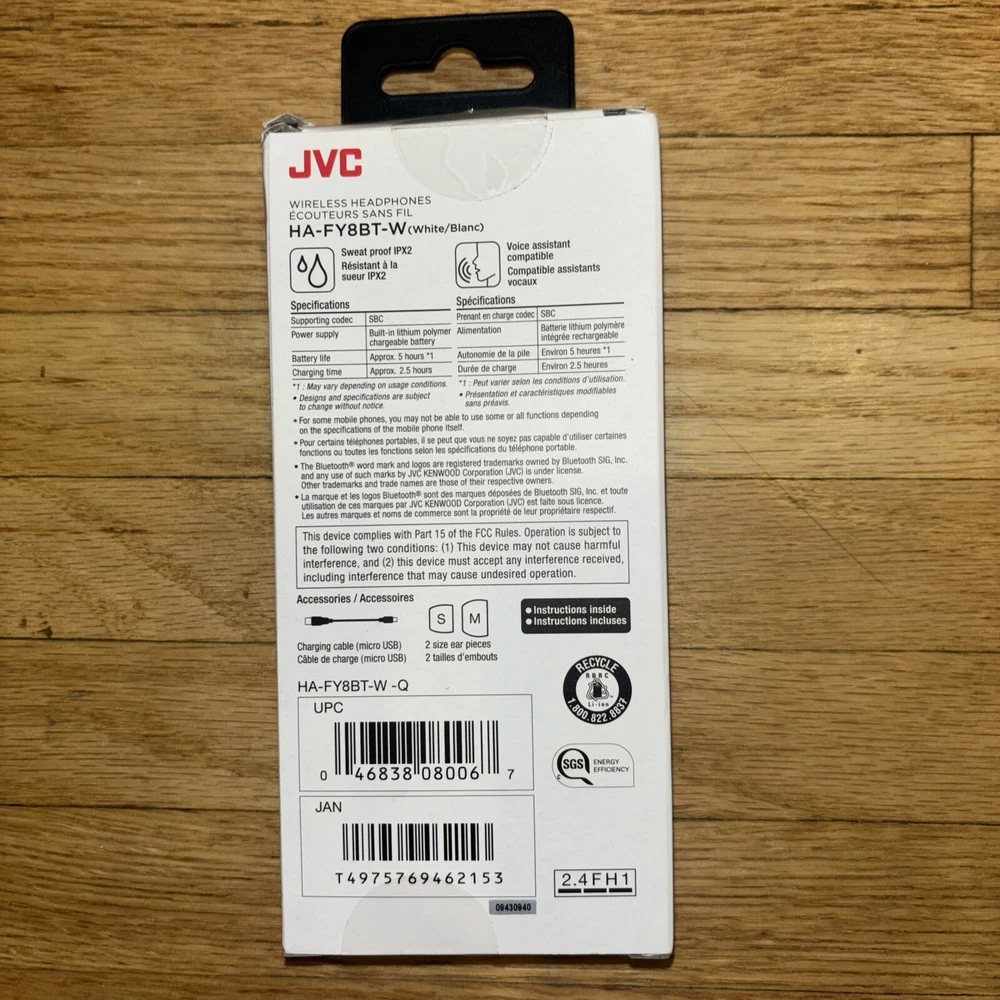 JVC
WIRELESS HEADPHONES
ÉCOUTEURS SANS FIL
HA-FY8BT-W (White/Blanc)
Sweat proof IPX2
Résistant à la
sueur IPX2
Voice assistant
compatible
Compatible assistants
vocaux
Specifications
Supporting codec SBC
Power supply Built-in lithium polymer
chargeable battery
Battery life Approx. 5 hours *1
Charging time Approx. 2.5 hours
*1 : May vary depending on usage conditions.
• Designs and specifications are subject
to change without notice.
Spécifications
Prenant en charge codec SBC
Alimentation Batterie lithium polymère
intégrée rechargeable
Autonomie de la pile Environ 5 heures *1
Durée de charge Environ 2.5 heures
*1 : Peut varier selon les conditions d'utilisation.
• Présentation et caractéristiques modifiables
sans préavis.
• For some mobile phones, you may not be able to use some or all functions depending
on the specifications of the mobile phone itself.
• Pour certains téléphones portables, il se peut que vous ne soyez pas capable d'utiliser certaines
fonctions ou toutes les fonctions selon les spécifications du téléphone portable.
• The Bluetooth® word mark and logos are registered trademarks owned by Bluetooth SIG, Inc.
and any use of such marks by JVC KENWOOD Corporation (JVC) is under license.
Other trademarks and trade names are those of their respective owners.
• La marque et les logos Bluetooth® sont des marques déposées de Bluetooth SIG, Inc. et toute
utilisation de ces marques par JVC KENWOOD Corporation (JVC) est faite sous licence.
Les autres marques et noms de commerce sont la propriété de leur propriétaire respectif.
This device complies with Part 15 of the FCC Rules. Operation is subject to
the following two conditions: (1) This device may not cause harmful
interference, and (2) this device must accept any interference received,
including interference that may cause undesired operation.
Accessories / Accessoires
S M
Charging cable (micro USB)
Câble de charge (micro USB)
2 size ear pieces
2 tailles d'embouts
• Instructions inside
• Instructions incluses
HA-FY8BT-W -Q
UPC
0 46838 08006 7
JAN
T4975769462153
09430940
RECYCLE
RBRC
Li-ion
1.800.822.8837
SGS ENERGY
EFFICIENCY
2.4FH1